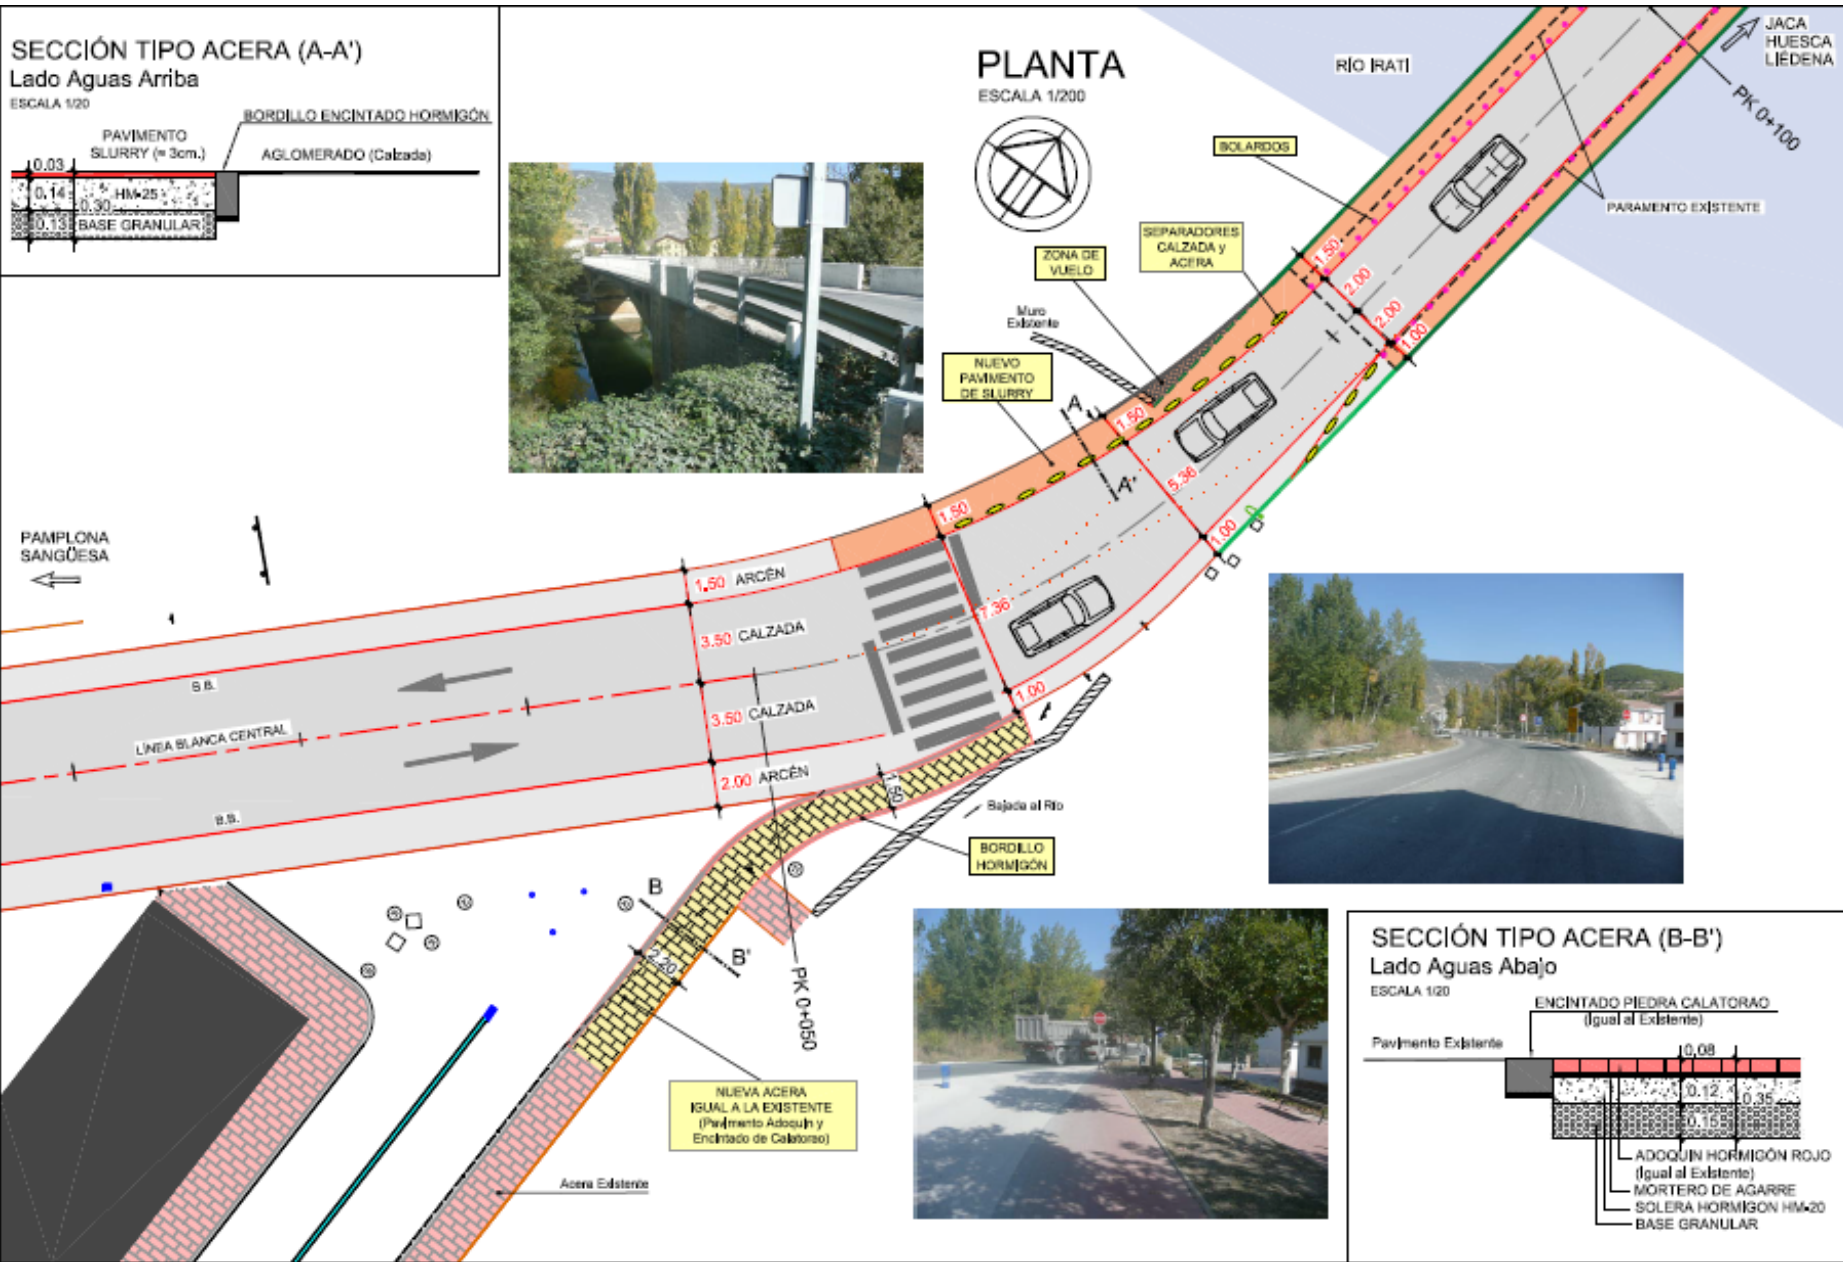 SECCIÓN TIPO ACERA (A-A')
Lado Aguas Arriba
ESCALA 1/20
BORDILLO ENCINTADO HORMIGÓN
PAVIMENTO
SLURRY (≈ 3cm.)
AGLOMERADO (Calzada)
0.03
0.14
HM-25
0.30
0.13
BASE GRANULAR
PLANTA
ESCALA 1/200
RÍO IRATI
JACA
HUESCA
LIÉDENA
PK 0+100
BOLARDOS
PARAMENTO EXISTENTE
SEPARADORES
CALZADA y
ACERA
ZONA DE
VUELO
Muro
Existente
NUEVO
PAVIMENTO
DE SLURRY
1.50
2.00
2.00
1.00
A
A'
1.50
5.36
1.00
1.50
7.36
1.00
PAMPLONA
SANGÜESA
1.50 ARCÉN
3.50 CALZADA
3.50 CALZADA
2.00 ARCÉN
B.B.
LÍNEA BLANCA CENTRAL
B.B.
1.50
Bajada al Río
BORDILLO
HORMIGÓN
B
B'
2.20
PK 0+050
NUEVA ACERA
IGUAL A LA EXISTENTE
(Pavimento Adoquin y
Encintado de Calatorao)
Acera Existente
SECCIÓN TIPO ACERA (B-B')
Lado Aguas Abajo
ESCALA 1/20
ENCINTADO PIEDRA CALATORAO
(Igual al Existente)
Pavimento Existente
0.08
0.12
0.35
0.15
ADOQUIN HORMIGÓN ROJO
(Igual al Existente)
MORTERO DE AGARRE
SOLERA HORMIGON HM-20
BASE GRANULAR